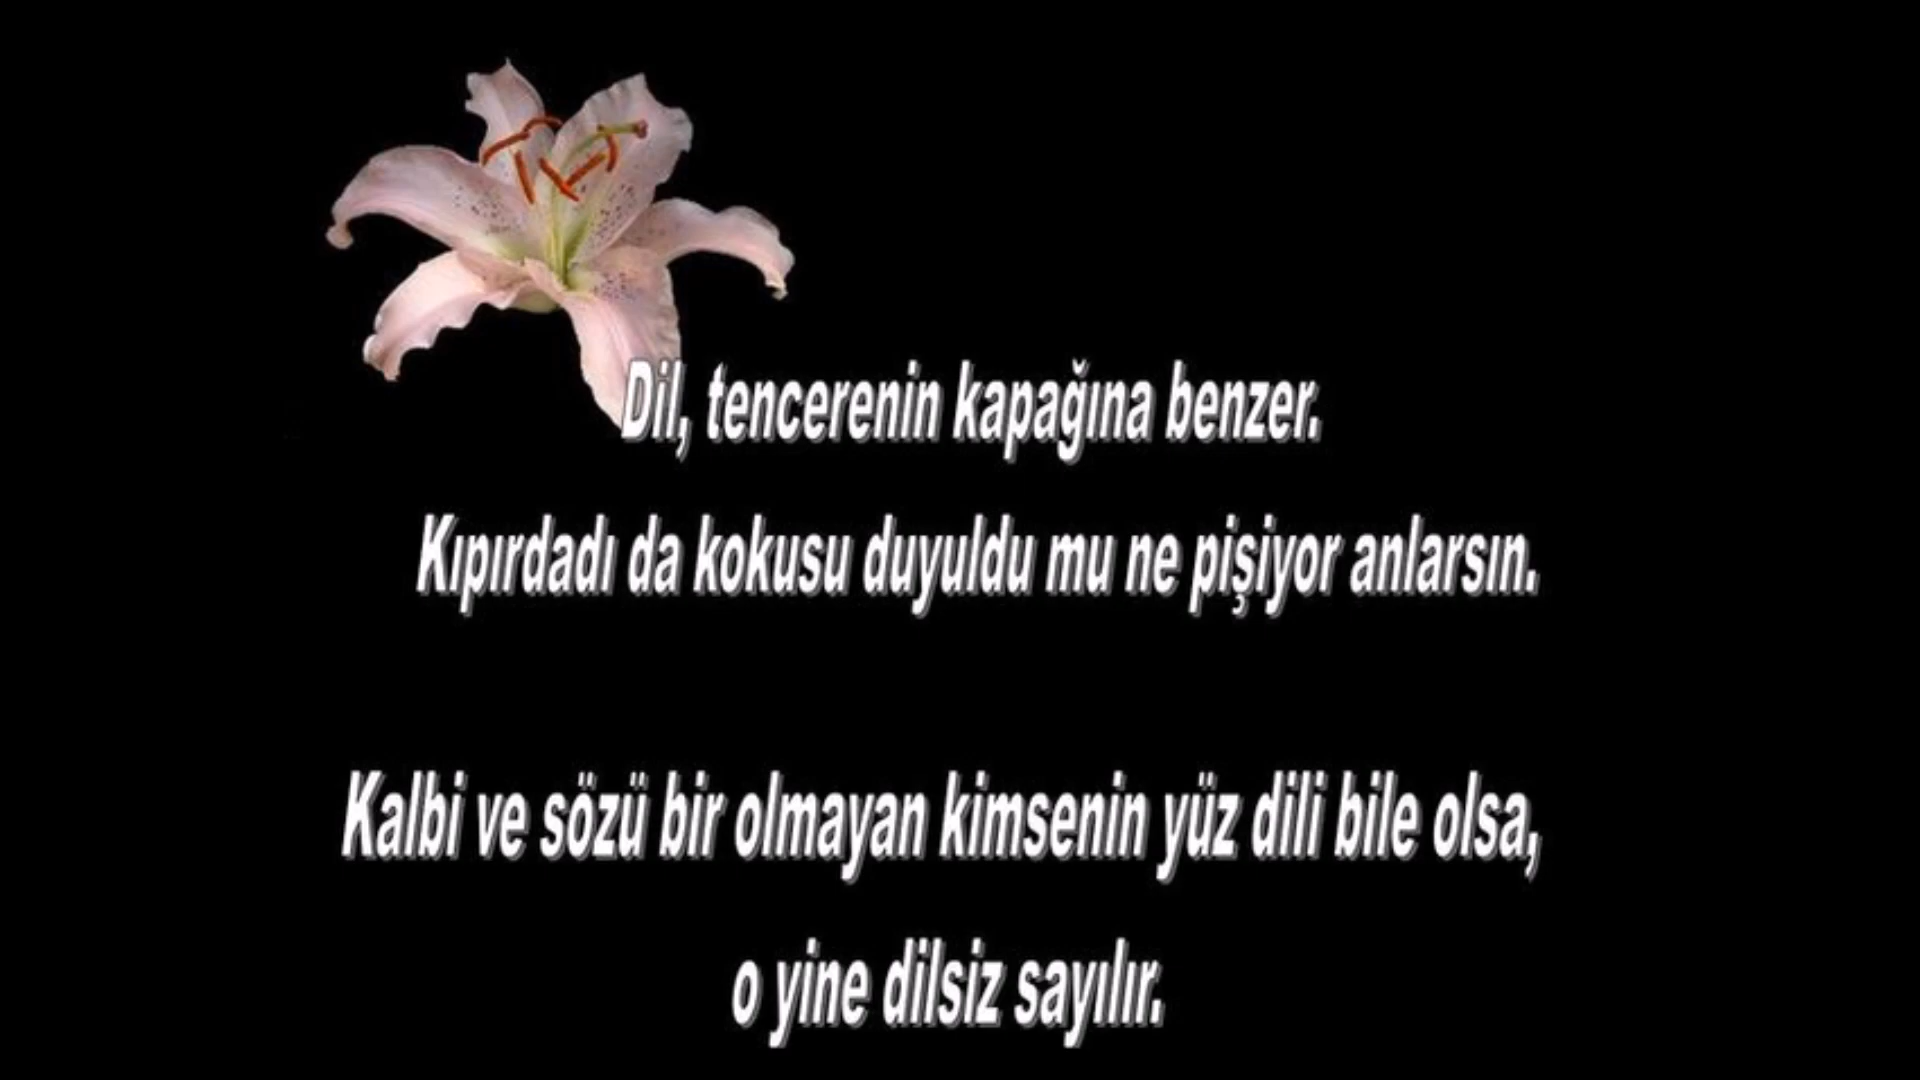 Dil, tencerenin kapağına benzer.
Kıpırdadı da kokusu duyuldu mu ne pişiyor anlarsın.
Kalbi ve sözü bir olmayan kimsenin yüz dili bile olsa,
o yine dilsiz sayılır.